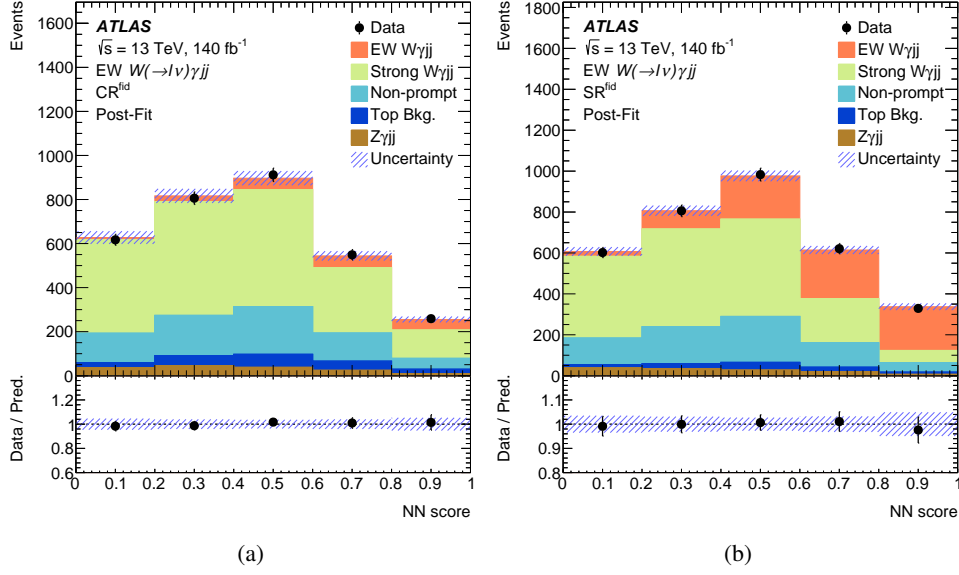 Events
1600
1400
1200
1000
800
600
400
200
0
ATLAS
√s = 13 TeV, 140 fb⁻¹
EW W(→lν)γjj
CR^fid
Post-Fit
Data
EW Wγjj
Strong Wγjj
Non-prompt
Top Bkg.
Zγjj
Uncertainty
Data / Pred.
1.2
1
0.8
0.6
0 0.1 0.2 0.3 0.4 0.5 0.6 0.7 0.8 0.9 1
NN score
(a)
Events
1800
1600
1400
1200
1000
800
600
400
200
0
ATLAS
√s = 13 TeV, 140 fb⁻¹
EW W(→lν)γjj
SR^fid
Post-Fit
Data
EW Wγjj
Strong Wγjj
Non-prompt
Top Bkg.
Zγjj
Uncertainty
Data / Pred.
1.1
1
0.9
0.8
0 0.1 0.2 0.3 0.4 0.5 0.6 0.7 0.8 0.9 1
NN score
(b)